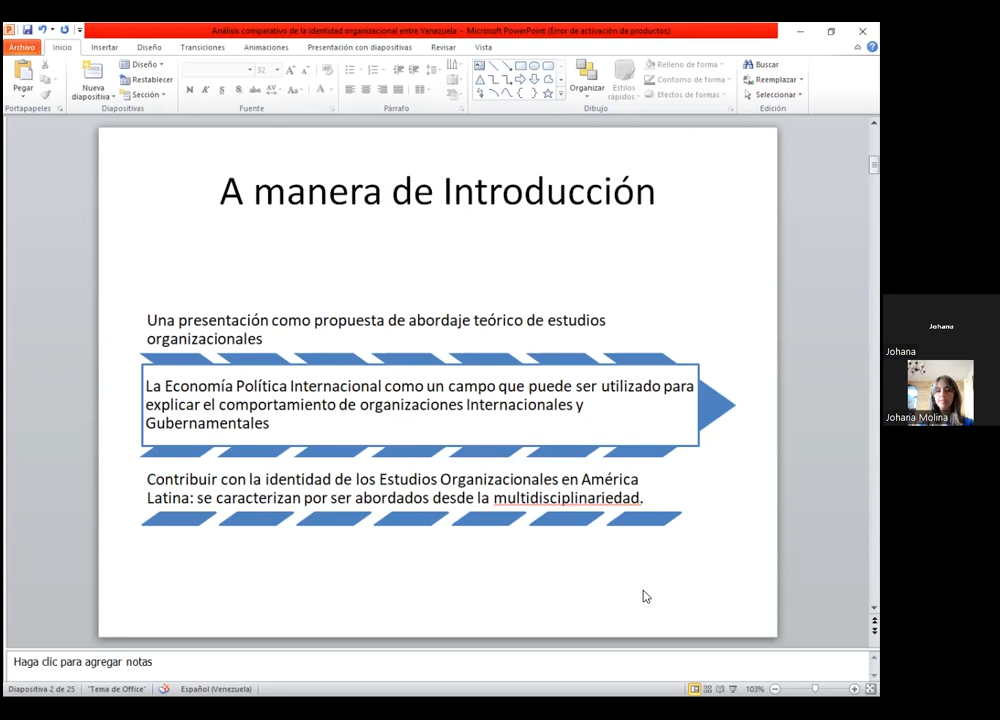 Análisis comparativo de la identidad organizacional entre Venezuela - Microsoft PowerPoint (Error de activación de productos)
Archivo Inicio Insertar Diseño Transiciones Animaciones Presentación con diapositivas Revisar Vista
Pegar
Portapapeles
Nueva
diapositiva
Diseño
Restablecer
Sección
Diapositivas
32
Fuente
Párrafo
Organizar
Estilos
rápidos
Relleno de forma
Contorno de forma
Efectos de formas
Dibujo
Buscar
Reemplazar
Seleccionar
Edición
A manera de Introducción
Una presentación como propuesta de abordaje teórico de estudios
organizacionales
La Economía Política Internacional como un campo que puede ser utilizado para
explicar el comportamiento de organizaciones Internacionales y
Gubernamentales
Contribuir con la identidad de los Estudios Organizacionales en América
Latina: se caracterizan por ser abordados desde la multidisciplinariedad.
Haga clic para agregar notas
Diapositiva 2 de 25 "Tema de Office" Español (Venezuela) 103%
Johana
Johana
Johana Molina